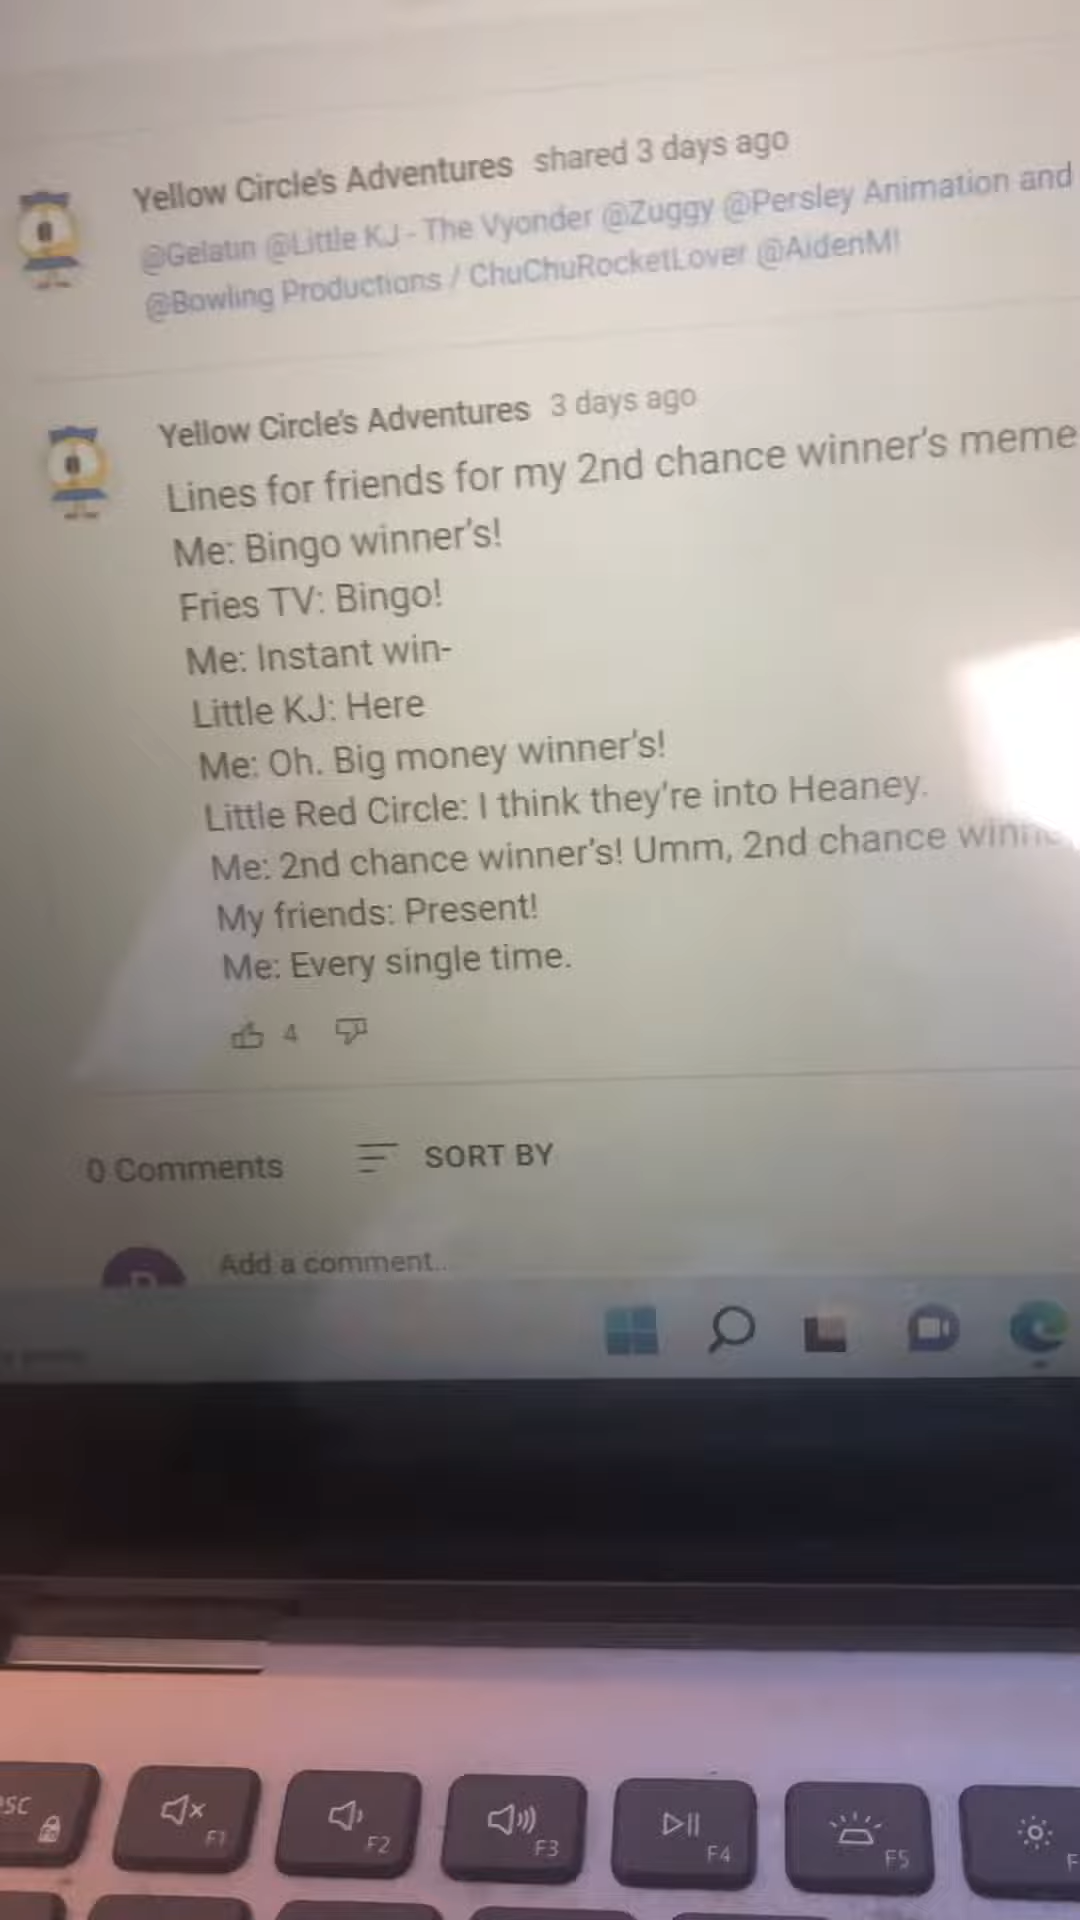 Yellow Circle's Adventures shared 3 days ago
@Gelatin @Little KJ - The Vyonder @Zuggy @Persley Animation and
@Bowling Productions / ChuChuRocketLover @AidenM!
Yellow Circle's Adventures 3 days ago
Lines for friends for my 2nd chance winner's meme
Me: Bingo winner's!
Fries TV: Bingo!
Me: Instant win-
Little KJ: Here
Me: Oh. Big money winner's!
Little Red Circle: I think they're into Heaney.
Me: 2nd chance winner's! Umm, 2nd chance
My friends: Present!
Me: Every single time.
4
0 Comments SORT BY
Add a comment...
F1 F2 F3 F4 F5